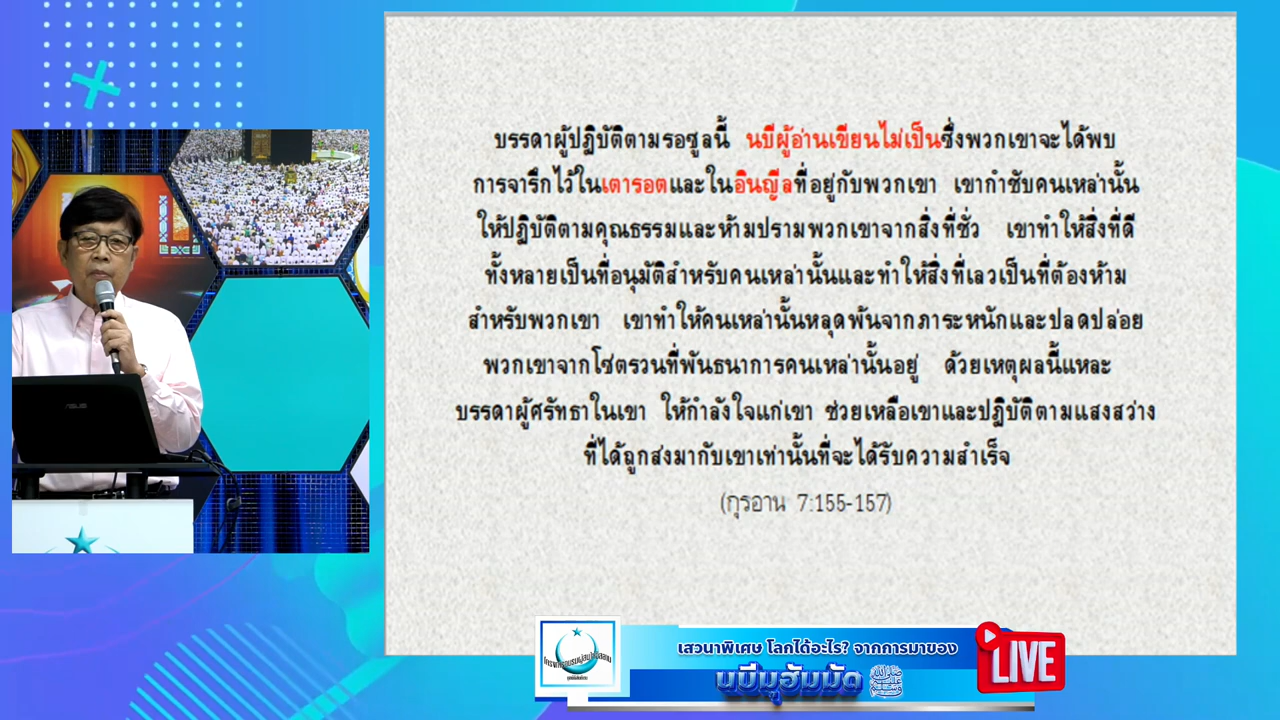 บรรดาผู้ปฏิบัติตามรอซูลนี้ นบีผู้อ่านเขียนไม่เป็นซึ่งพวกเขาจะได้พบ
การจารึกไว้ในเตารอตและในอินญีลที่อยู่กับพวกเขา เขากำชับคนเหล่านั้น
ให้ปฏิบัติตามคุณธรรมและห้ามปรามพวกเขาจากสิ่งที่ชั่ว เขาทำให้สิ่งที่ดี
ทั้งหลายเป็นที่อนุมัติสำหรับคนเหล่านั้นและทำให้สิ่งที่เลวเป็นที่ต้องห้าม
สำหรับพวกเขา เขาทำให้คนเหล่านั้นหลุดพ้นจากภาระหนักและปลดปล่อย
พวกเขาจากโซ่ตรวนที่พันธนาการคนเหล่านั้นอยู่ ด้วยเหตุผลนี้แหละ
บรรดาผู้ศรัทธาในเขา ให้กำลังใจแก่เขา ช่วยเหลือเขาและปฏิบัติตามแสงสว่าง
ที่ได้ถูกส่งมากับเขาเท่านั้นที่จะได้รับความสำเร็จ
(กุรอาน 7:155-157)
เสวนาพิเศษ โลกได้อะไร? จากการมาของ
นบีมุฮัมมัด
LIVE